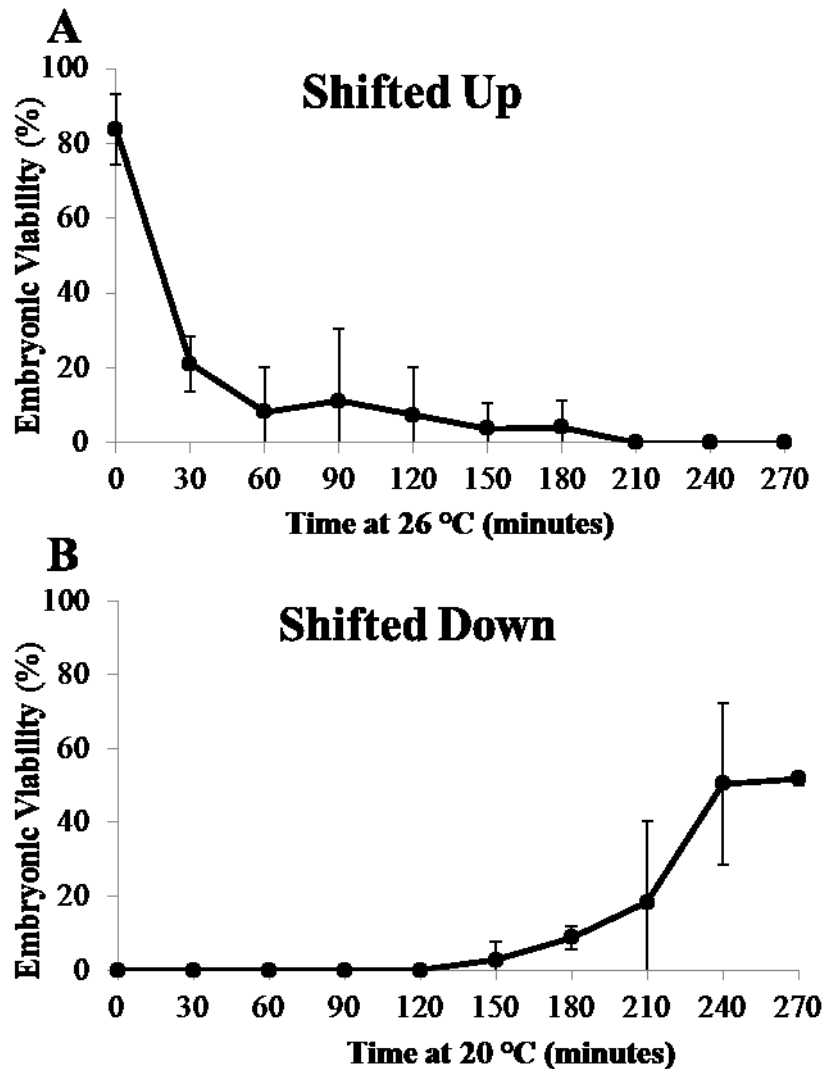 A
Shifted Up
Embryonic Viability (%)
100
80
60
40
20
0
0 30 60 90 120 150 180 210 240 270
Time at 26 °C (minutes)
B
Shifted Down
Embryonic Viability (%)
100
80
60
40
20
0
0 30 60 90 120 150 180 210 240 270
Time at 20 °C (minutes)